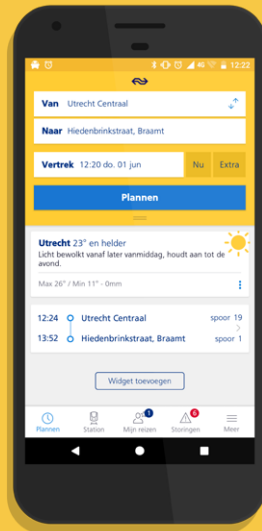 4G 12:22
Van Utrecht Centraal
Naar Hiedenbrinkstraat, Braamt
Vertrek 12:20 do. 01 jun Nu Extra
Plannen
Utrecht 23° en helder
Licht bewolkt vanaf later vanmiddag, houdt aan tot de
avond.
Max 26° / Min 11° - 0mm
12:24 Utrecht Centraal spoor 19
13:52 Hiedenbrinkstraat, Braamt spoor 1
Widget toevoegen
1 6
Plannen Station Mijn reizen Storingen Meer